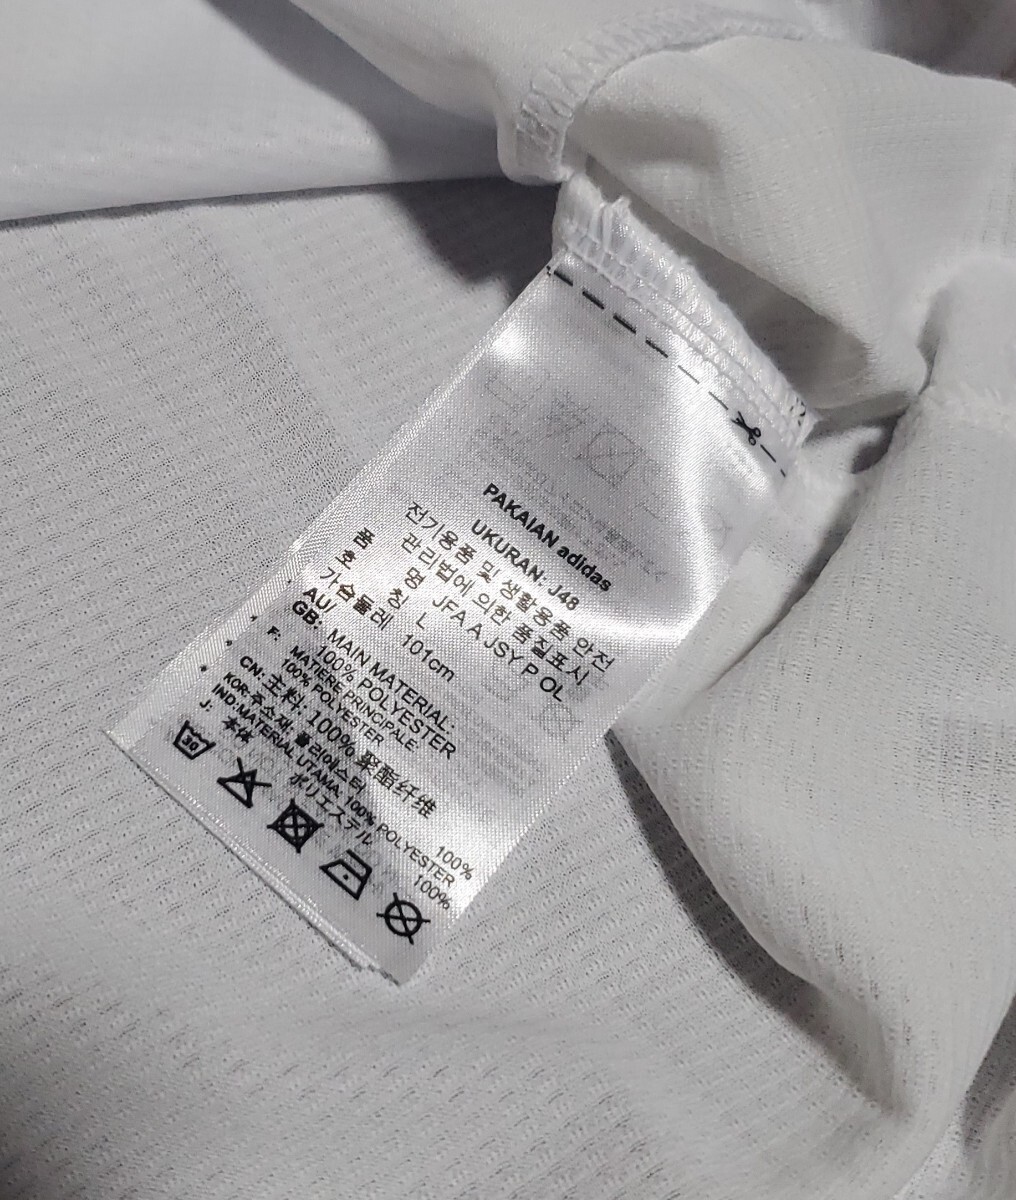 PAKAIAN adidas
UKURAN: J48
전기용품 및 생활용품 안전
관리법에 의한 품질표시
품 명 JFA A JSY P OL
호 칭 L
가슴둘레 101cm
AU/
GB: MAIN MATERIAL:
100% POLYESTER
F: MATIÈRE PRINCIPALE:
100% POLYESTER
CN: 主料: 100% 聚酯纤维
KOR: 주소재: 폴리에스터 100%
IND: MATERIAL UTAMA: 100% POLYESTER
J: 本体 ポリエステル 100%
30